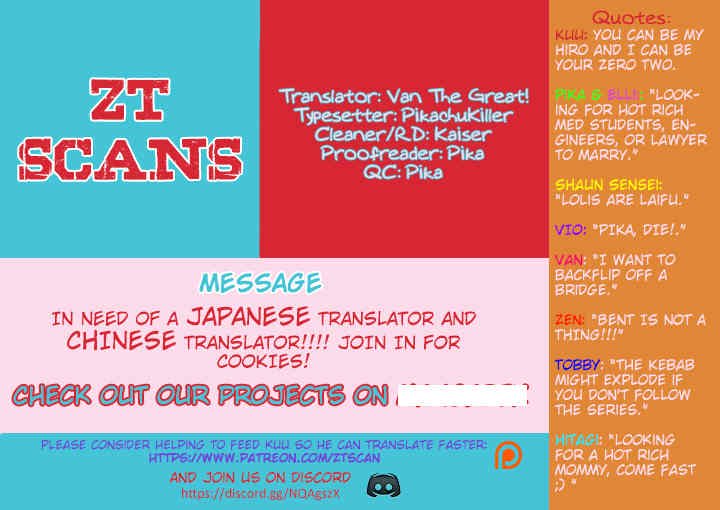 ZT
SCANS
Translator: Van The Great!
Typesetter: PikachuKiller
Cleaner/RD: Kaiser
Proofreader: Pika
QC: Pika
MESSAGE
IN NEED OF A JAPANESE TRANSLATOR AND
CHINESE TRANSLATOR!!!! JOIN IN FOR
COOKIES!
CHECK OUT OUR PROJECTS ON
PLEASE CONSIDER HELPING TO FEED KUU SO HE CAN TRANSLATE FASTER:
HTTPS://WWW.PATREON.COM/ZTSCAN
AND JOIN US ON DISCORD
https://discord.gg/NQAgszX
Quotes:
KUU: YOU CAN BE MY
HIRO AND I CAN BE
YOUR ZERO TWO.
PIKA & ELLI: "LOOK-
ING FOR HOT RICH
MED STUDENTS, EN-
GINEERS, OR LAWYER
TO MARRY."
SHAUN SENSEI:
"LOLIS ARE LAIFU."
VIO: "PIKA, DIE!."
VAN: "I WANT TO
BACKFLIP OFF A
BRIDGE."
ZEN: "BENT IS NOT A
THING!!!"
TOBBY: "THE KEBAB
MIGHT EXPLODE IF
YOU DON'T FOLLOW
THE SERIES."
HITAGI: "LOOKING
FOR A HOT RICH
MOMMY, COME FAST
;) "